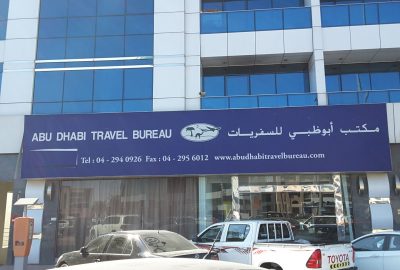 ABU DHABI TRAVEL BUREAU
مكتب أبوظبي للسفريات
Tel : 04 - 294 0926 Fax : 04 - 295 6012 www.abudhabitravelbureau.com
TOYOTA